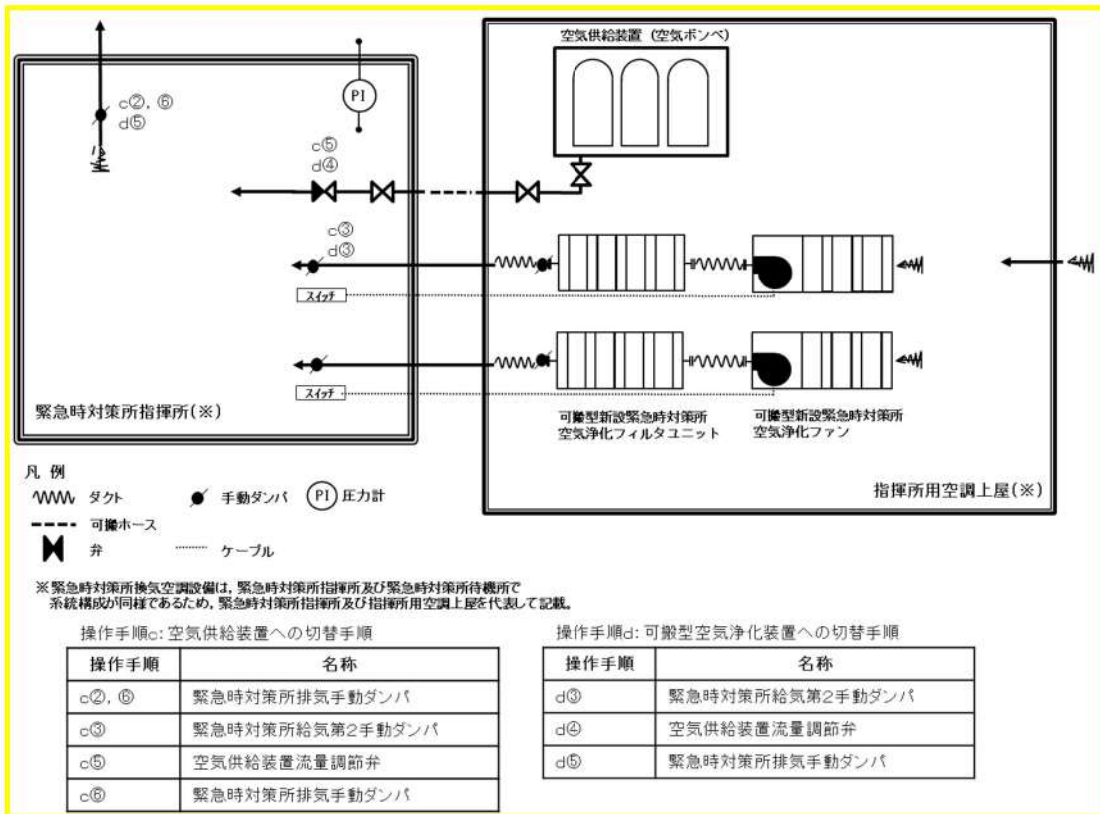 空気供給装置 (空気ボンベ)
c②, ⑥
d⑤
PI
c⑤
d④
c③
d③
スイッチ
スイッチ
緊急時対策所指揮所(※)
可搬型新設緊急時対策所
空気浄化フィルタユニット
可搬型新設緊急時対策所
空気浄化ファン
指揮所用空調上屋(※)
凡 例
ダクト
手動ダンパ
PI 圧力計
可搬ホース
弁
ケーブル
※緊急時対策所換気空調設備は, 緊急時対策所指揮所及び緊急時対策所待機所で
系統構成が同様であるため, 緊急時対策所指揮所及び指揮所用空調上屋を代表して記載。
操作手順c: 空気供給装置への切替手順
操作手順 名称
c②, ⑥ 緊急時対策所排気手動ダンパ
c③ 緊急時対策所給気第2手動ダンパ
c⑤ 空気供給装置流量調節弁
c⑥ 緊急時対策所排気手動ダンパ
操作手順d: 可搬型空気浄化装置への切替手順
操作手順 名称
d③ 緊急時対策所給気第2手動ダンパ
d④ 空気供給装置流量調節弁
d⑤ 緊急時対策所排気手動ダンパ